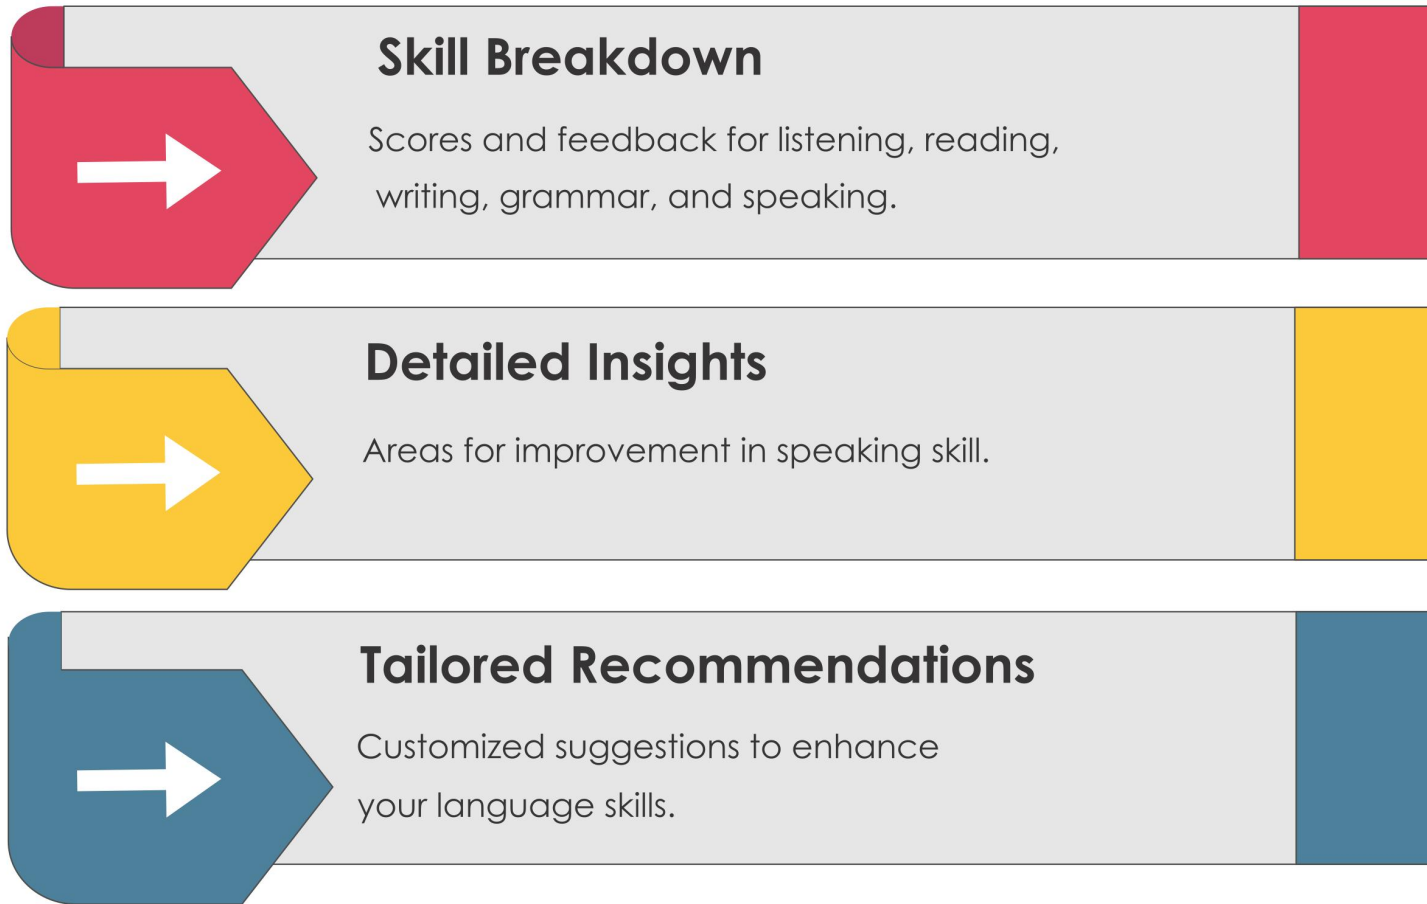 Skill Breakdown
Scores and feedback for listening, reading,
writing, grammar, and speaking.
Detailed Insights
Areas for improvement in speaking skill.
Tailored Recommendations
Customized suggestions to enhance
your language skills.